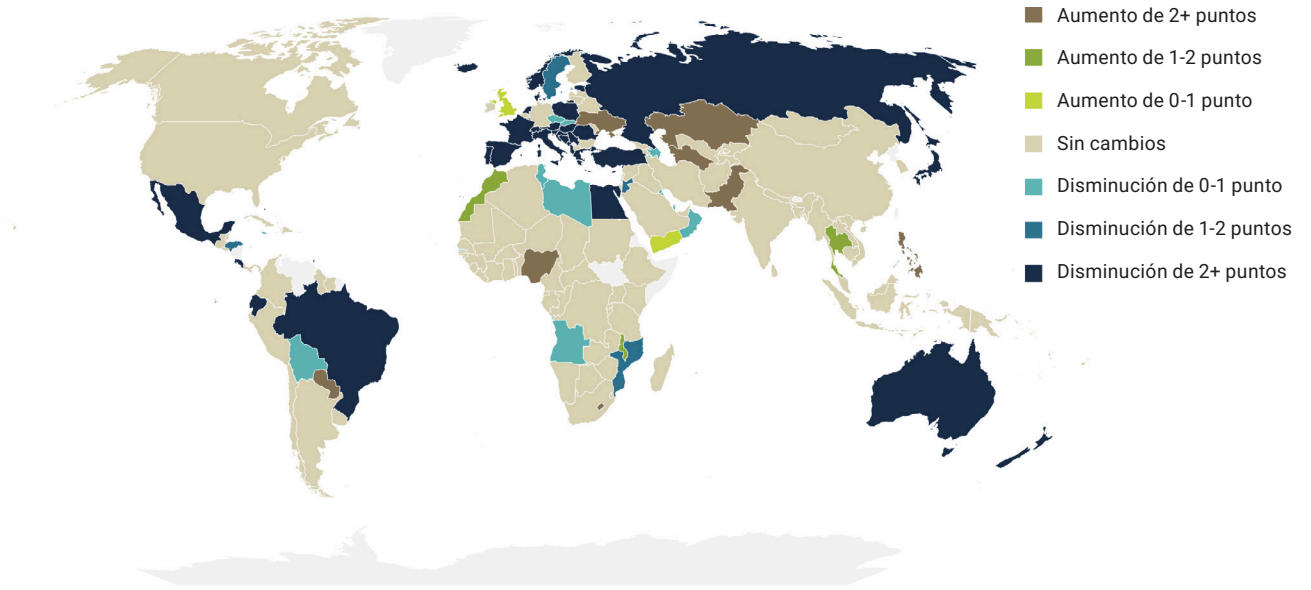 Aumento de 2+ puntos
Aumento de 1-2 puntos
Aumento de 0-1 punto
Sin cambios
Disminución de 0-1 punto
Disminución de 1-2 puntos
Disminución de 2+ puntos